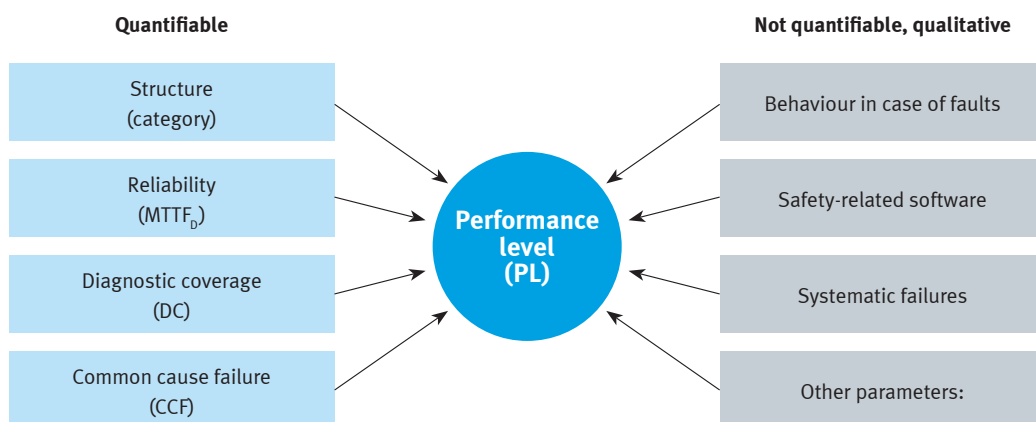 Quantifiable
Structure
(category)
Reliability
(MTTF_D)
Diagnostic coverage
(DC)
Common cause failure
(CCF)
Performance
level
(PL)
Not quantifiable, qualitative
Behaviour in case of faults
Safety-related software
Systematic failures
Other parameters: